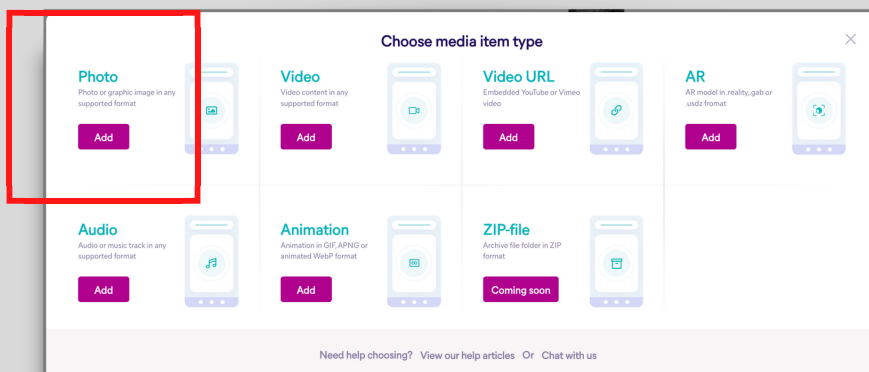 Choose media item type
Photo
Photo or graphic image in any
supported format
Add
Video
Video content in any
supported format
Add
Video URL
Embedded YouTube or Vimeo
video
Add
AR
AR model in .reality,.gab or
.usdz fromat
Add
Audio
Audio or music track in any
supported format
Add
Animation
Animation in GIF, APNG or
animated WebP format
Add
ZIP-file
Archive file folder in ZIP
format
Coming soon
Need help choosing? View our help articles Or Chat with us